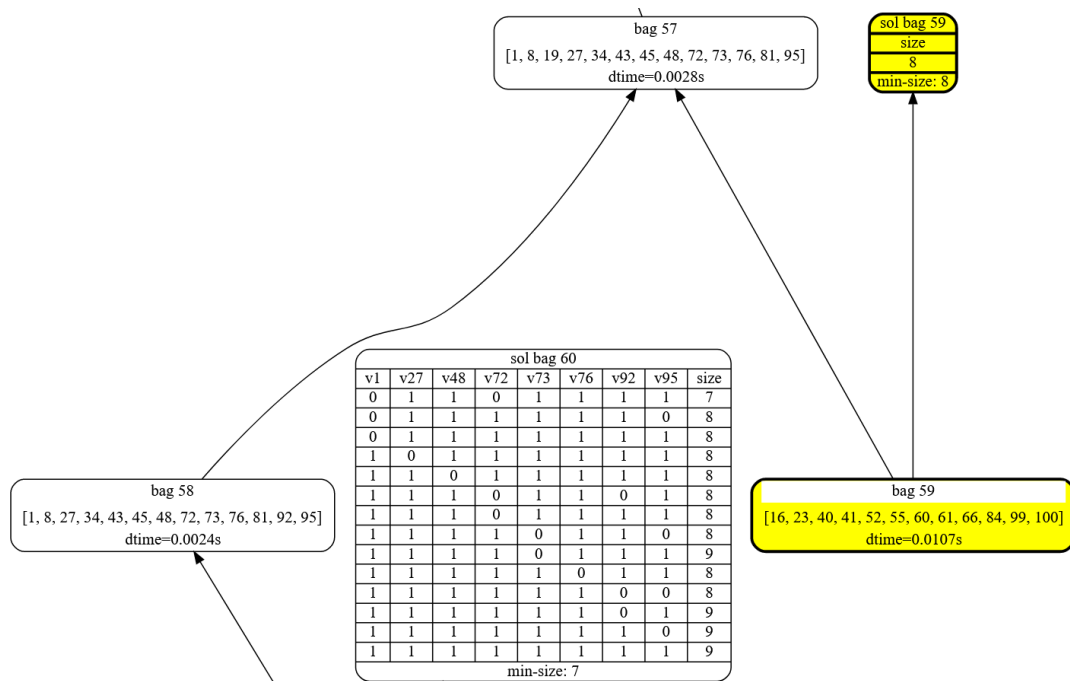 bag 57
[1, 8, 19, 27, 34, 43, 45, 48, 72, 73, 76, 81, 95]
dtime=0.0028s
sol bag 59
size
8
min-size: 8
sol bag 60
v1 v27 v48 v72 v73 v76 v92 v95 size
0 1 1 0 1 1 1 1 7
0 1 1 1 1 1 1 0 8
0 1 1 1 1 1 1 1 8
1 0 1 1 1 1 1 1 8
1 1 0 1 1 1 1 1 8
1 1 1 0 1 1 0 1 8
1 1 1 0 1 1 1 1 8
1 1 1 1 0 1 1 0 8
1 1 1 1 0 1 1 1 9
1 1 1 1 1 0 1 1 8
1 1 1 1 1 1 0 0 8
1 1 1 1 1 1 0 1 9
1 1 1 1 1 1 1 0 9
1 1 1 1 1 1 1 1 9
min-size: 7
bag 58
[1, 8, 27, 34, 43, 45, 48, 72, 73, 76, 81, 92, 95]
dtime=0.0024s
bag 59
[16, 23, 40, 41, 52, 55, 60, 61, 66, 84, 99, 100]
dtime=0.0107s